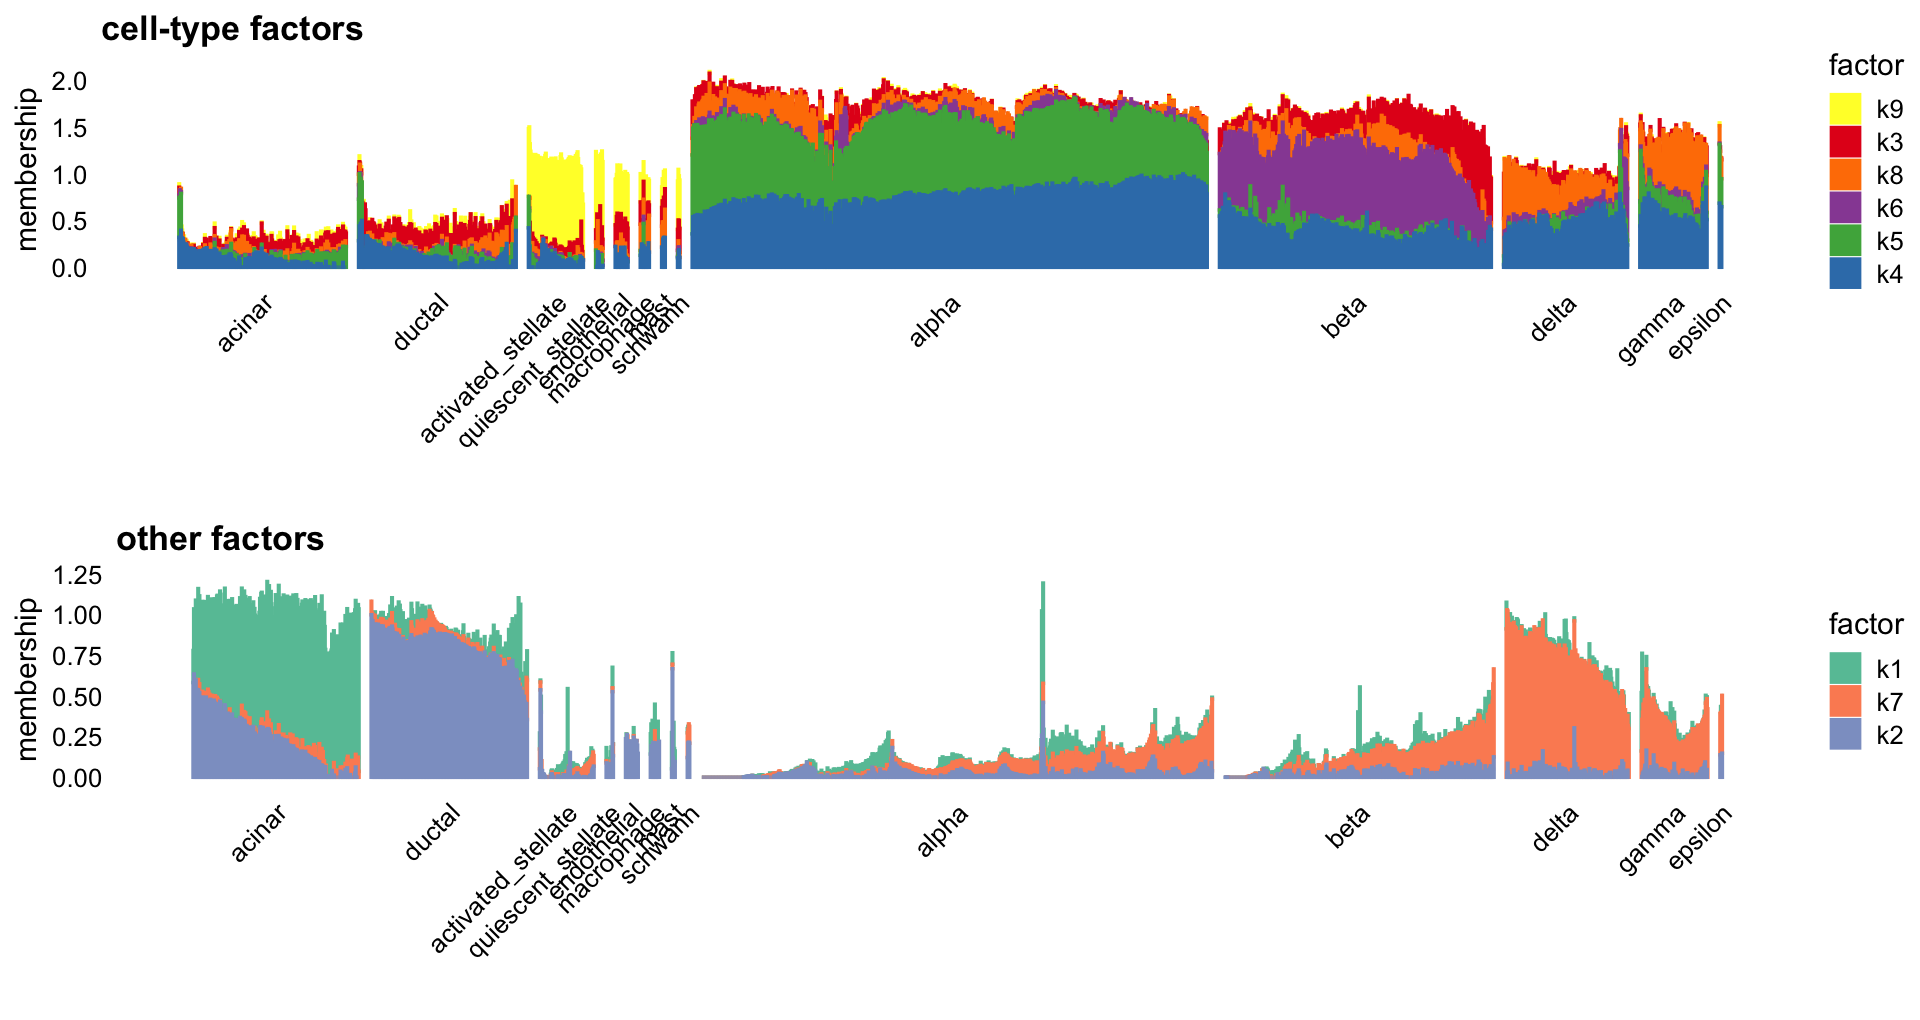 cell-type factors
membership
2.0
1.5
1.0
0.5
0.0
acinar
ductal
activated_stellate
quiescent_stellate
endothelial
macrophage
mast
schwann
alpha
beta
delta
gamma
epsilon
factor
k9
k3
k8
k6
k5
k4
other factors
membership
1.25
1.00
0.75
0.50
0.25
0.00
acinar
ductal
activated_stellate
quiescent_stellate
endothelial
macrophage
mast
schwann
alpha
beta
delta
gamma
epsilon
factor
k1
k7
k2